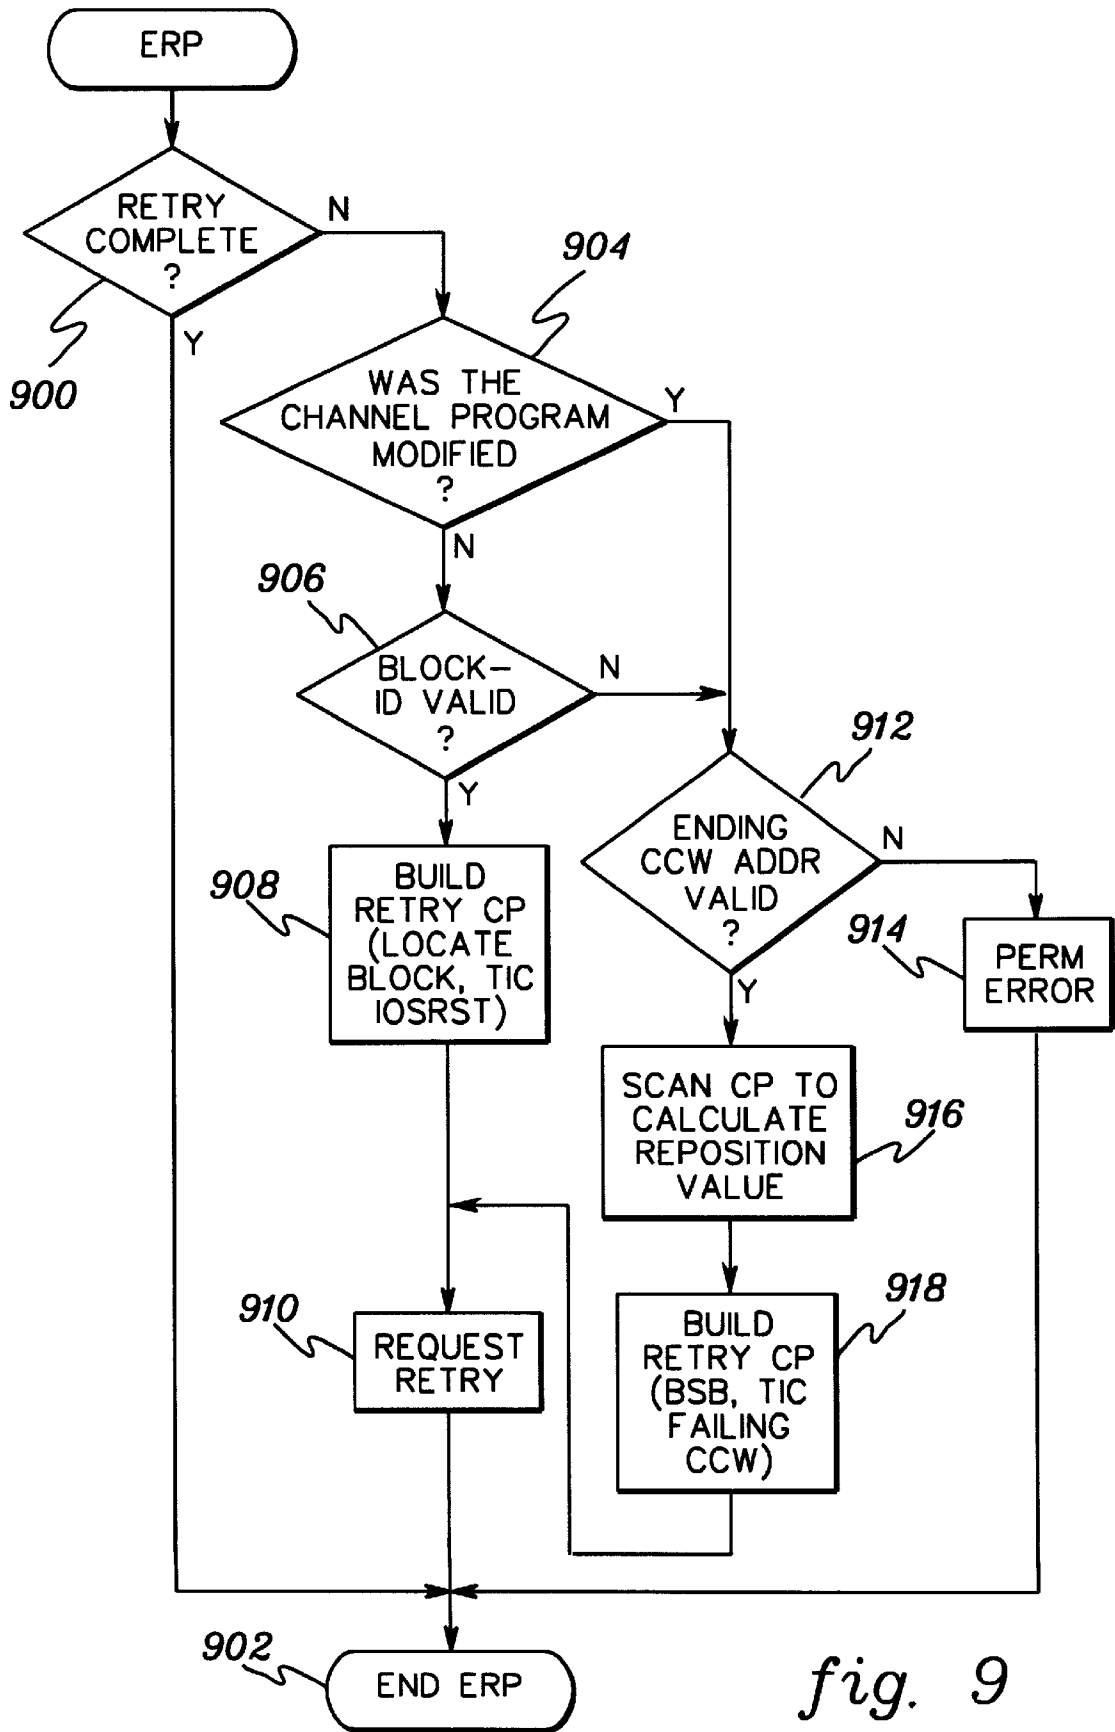 ERP
RETRY
COMPLETE
?
N
Y
900
904
WAS THE
CHANNEL PROGRAM
MODIFIED
?
Y
N
906
BLOCK-
ID VALID
?
N
Y
912
ENDING
CCW ADDR
VALID
?
N
Y
908
BUILD
RETRY CP
(LOCATE
BLOCK, TIC
IOSRST)
914
PERM
ERROR
SCAN CP TO
CALCULATE
REPOSITION
VALUE
916
910
REQUEST
RETRY
918
BUILD
RETRY CP
(BSB, TIC
FAILING
CCW)
902
END ERP
fig. 9